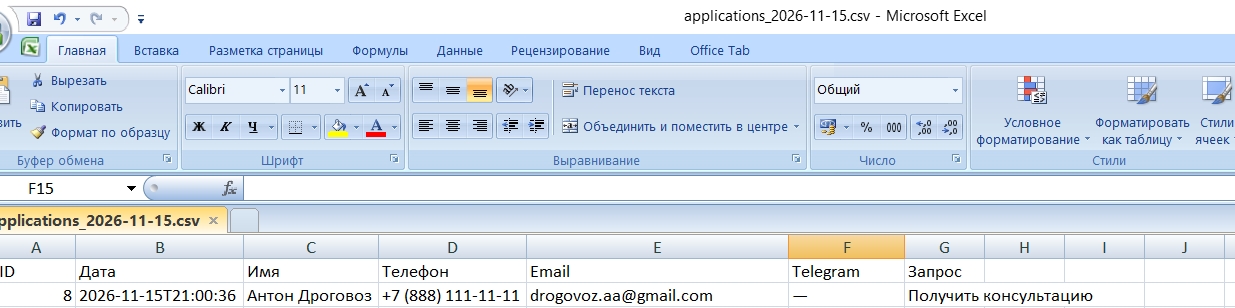 applications_2026-11-15.csv - Microsoft Excel
Главная Вставка Разметка страницы Формулы Данные Рецензирование Вид Office Tab
Вырезать
Копировать
Формат по образцу
Буфер обмена
Calibri 11
Ж К Ч
Шрифт
Перенос текста
Объединить и поместить в центре
Выравнивание
Общий
% 000
Число
Условное форматирование
Форматировать как таблицу
Стили
F15 fx
applications_2026-11-15.csv
A B C D E F G H I J
ID Дата Имя Телефон Email Telegram Запрос
8 2026-11-15T21:00:36 Антон Дроговоз +7 (888) 111-11-11 drogovoz.aa@gmail.com — Получить консультацию